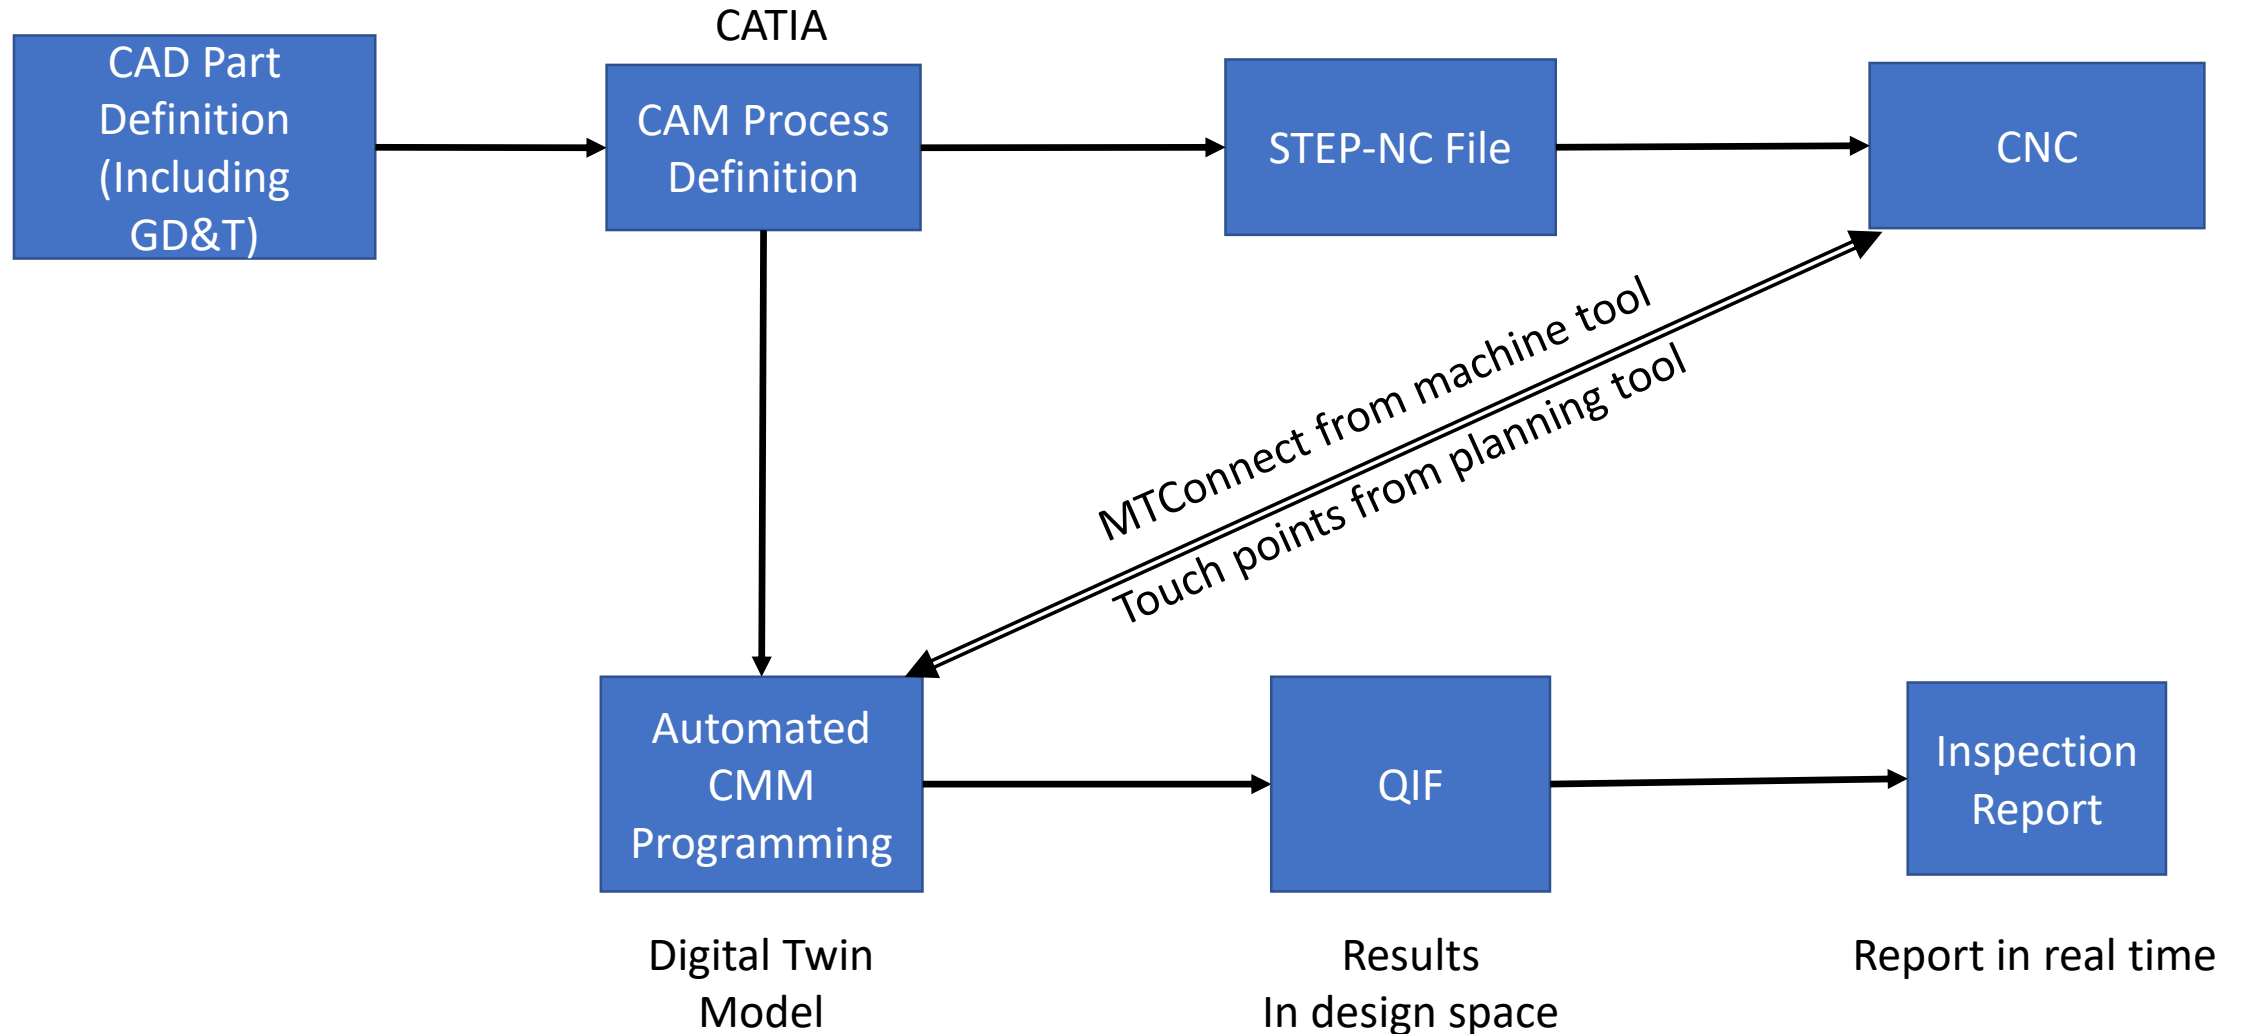 CATIA
CAD Part
Definition
(Including
GD&T)
CAM Process
Definition
STEP-NC File
CNC
MTConnect from machine tool
Touch points from planning tool
Automated
CMM
Programming
QIF
Inspection
Report
Digital Twin
Model
Results
In design space
Report in real time